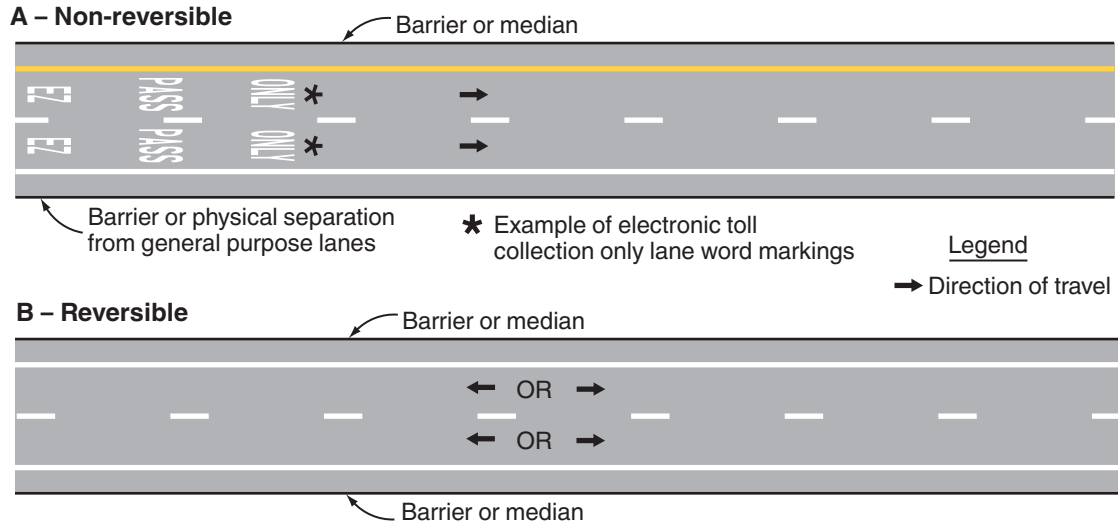 A – Non-reversible
Barrier or median
EZ PASS ONLY *
EZ PASS ONLY *
Barrier or physical separation
from general purpose lanes
* Example of electronic toll
collection only lane word markings
Legend
Direction of travel
B – Reversible
Barrier or median
OR
OR
Barrier or median